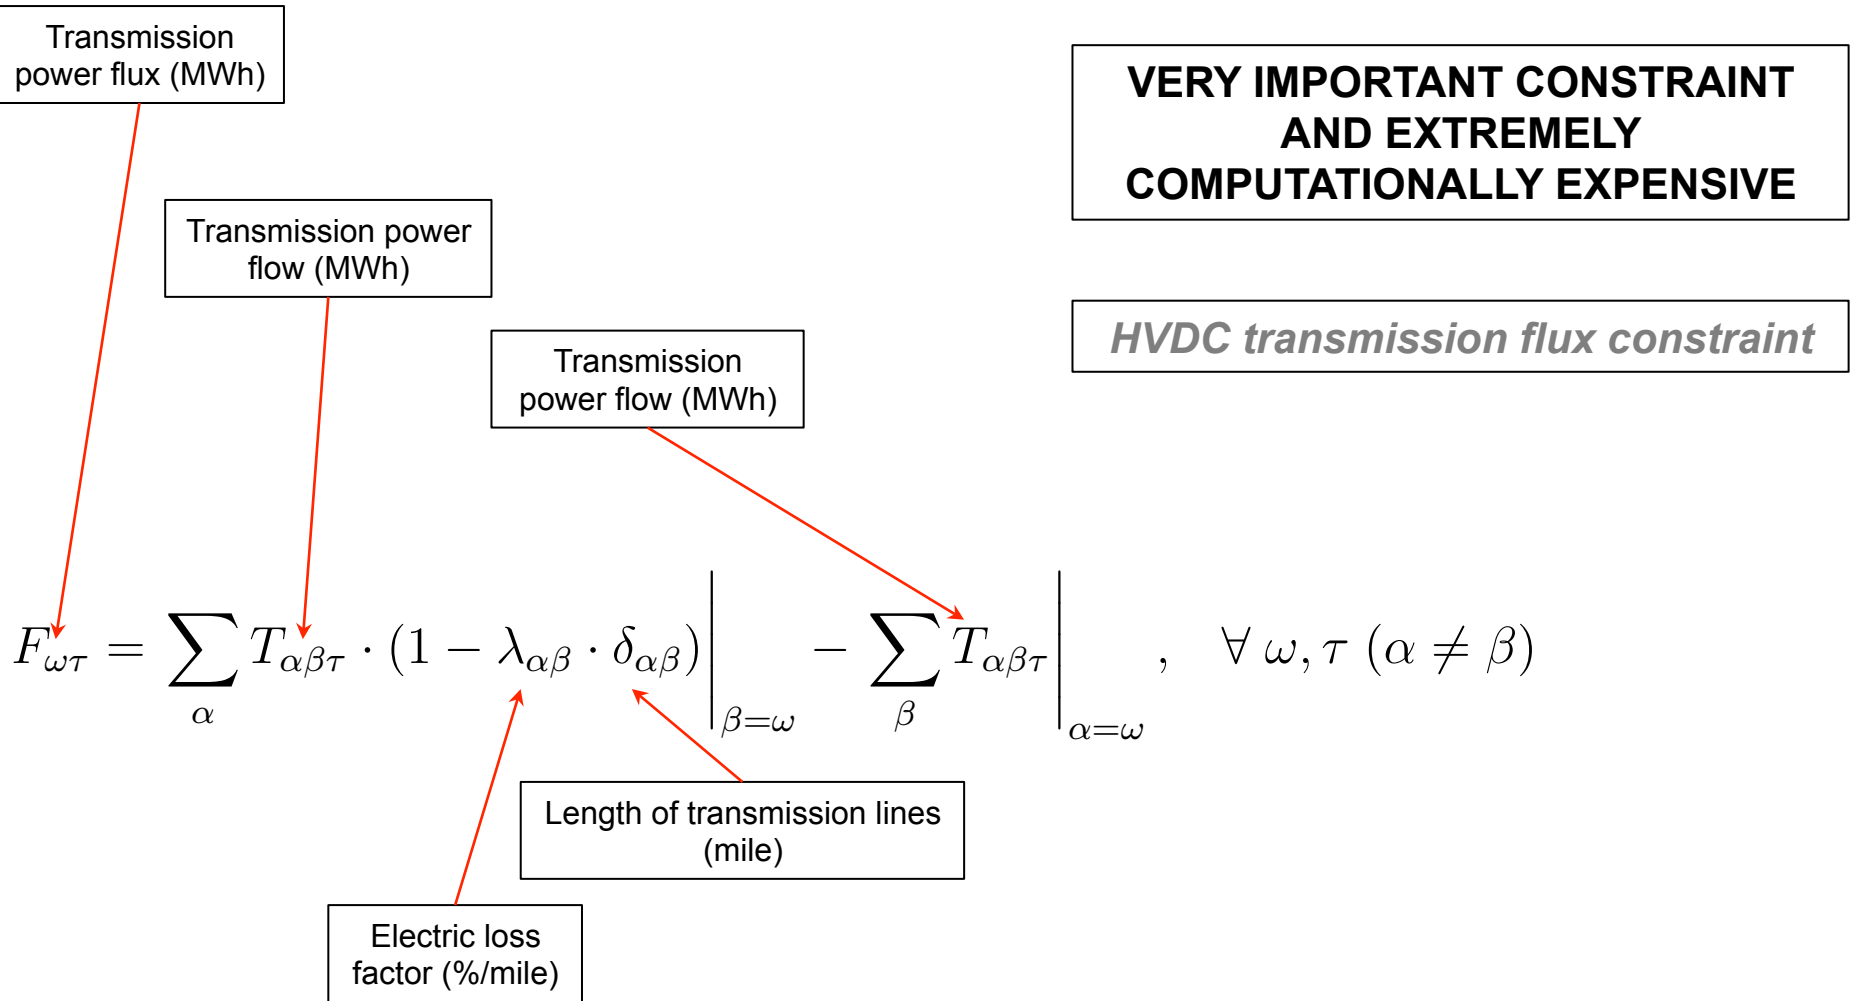 Transmission
power flux (MWh)
VERY IMPORTANT CONSTRAINT
AND EXTREMELY
COMPUTATIONALLY EXPENSIVE
Transmission power
flow (MWh)
HVDC transmission flux constraint
Transmission
power flow (MWh)
F_{ωτ} = \sum_{α} T_{αβτ} · (1 − λ_{αβ} · δ_{αβ}) |_{β=ω} − \sum_{β} T_{αβτ} |_{α=ω} , ∀ ω, τ (α ≠ β)
Length of transmission lines
(mile)
Electric loss
factor (%/mile)